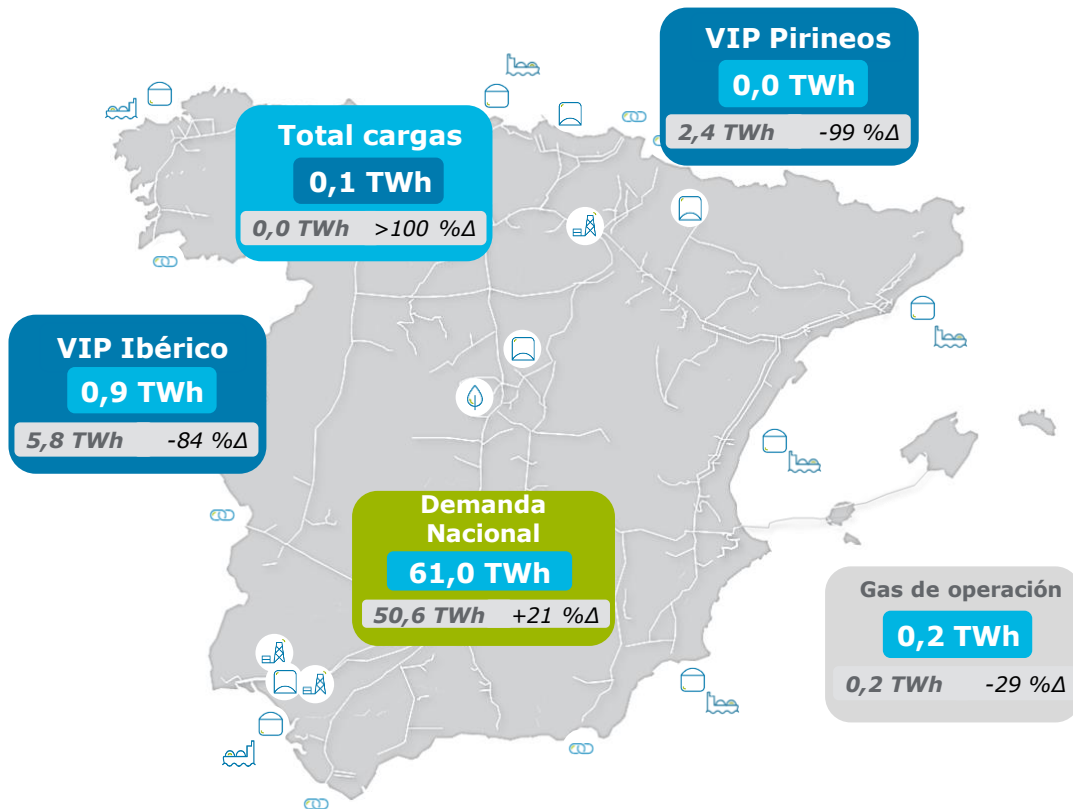 VIP Pirineos
0,0 TWh
2,4 TWh -99 %Δ
Total cargas
0,1 TWh
0,0 TWh >100 %Δ
VIP Ibérico
0,9 TWh
5,8 TWh -84 %Δ
Demanda
Nacional
61,0 TWh
50,6 TWh +21 %Δ
Gas de operación
0,2 TWh
0,2 TWh -29 %Δ